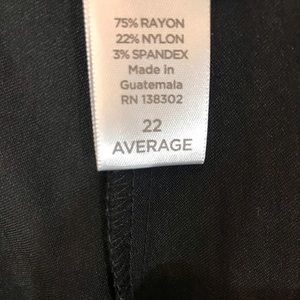 75% RAYON
22% NYLON
3% SPANDEX
Made in
Guatemala
RN 138302
22
AVERAGE